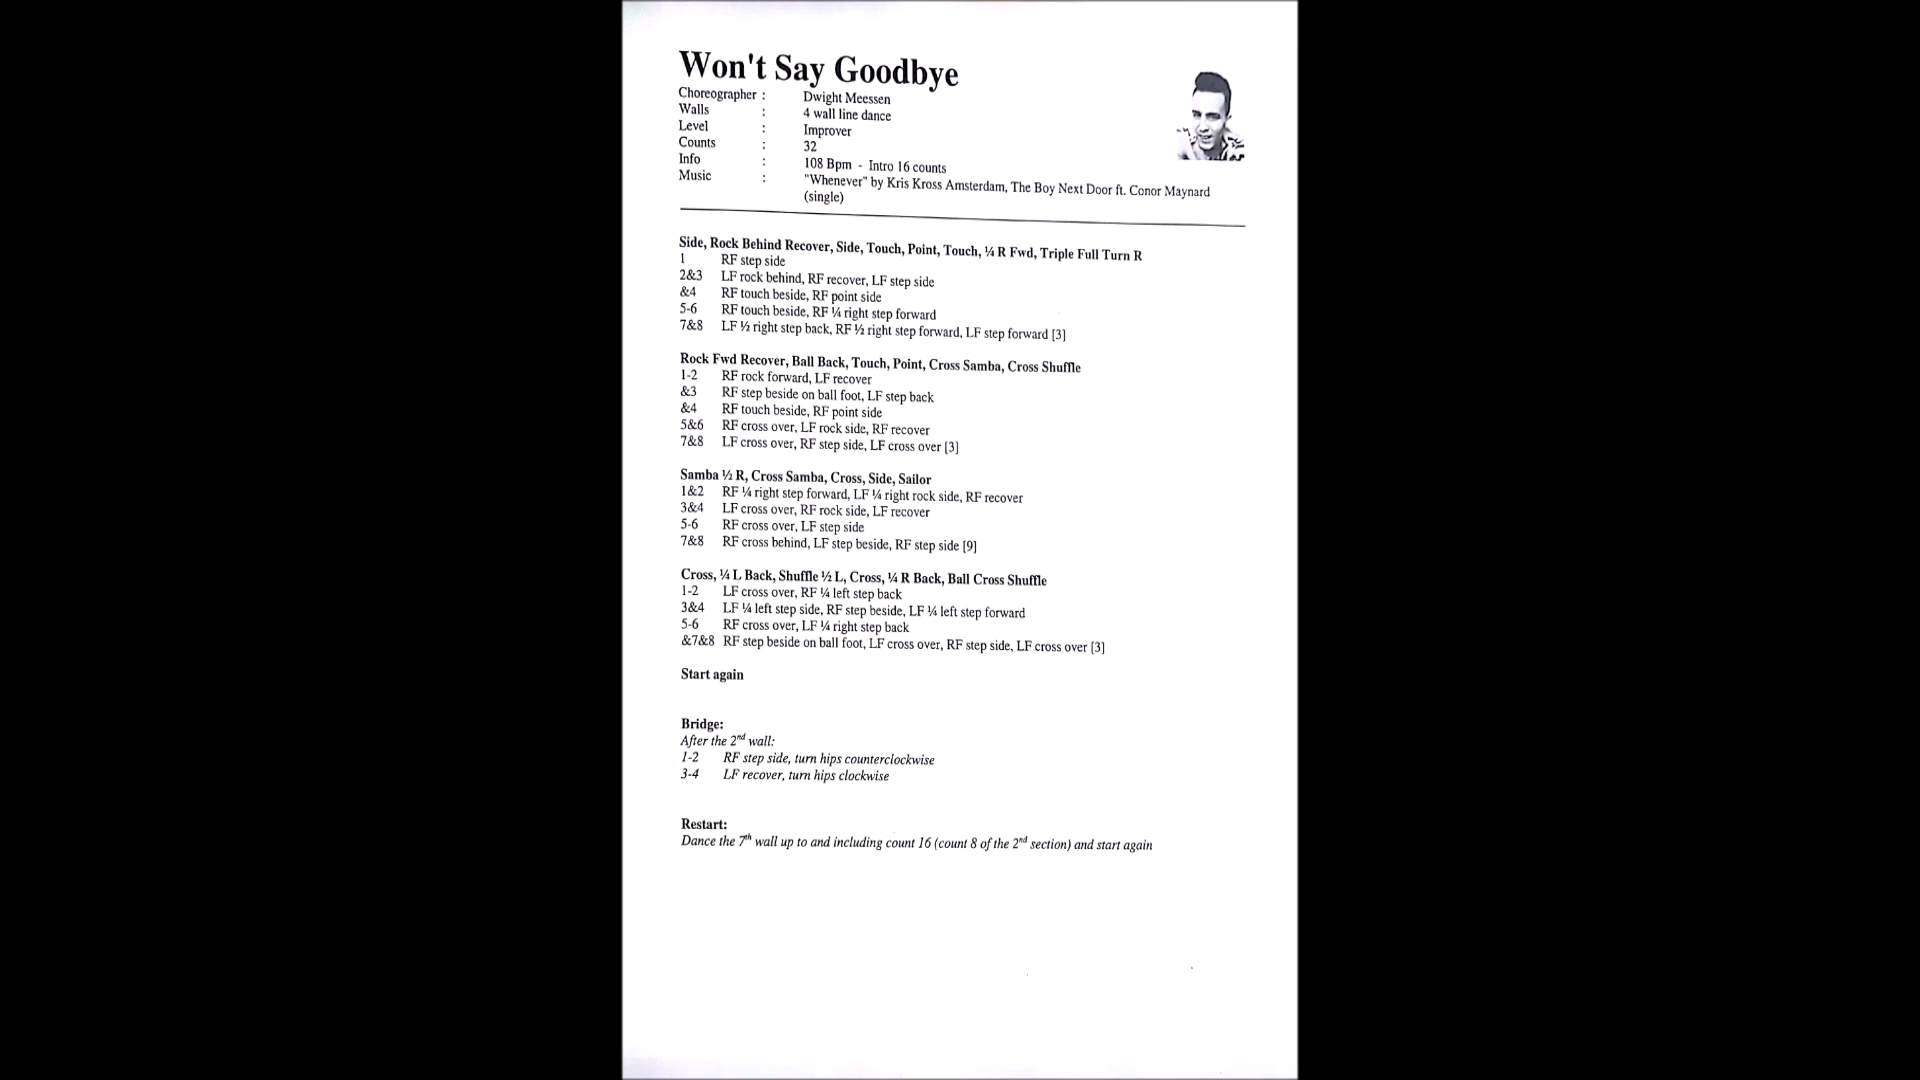 Won't Say Goodbye
Choreographer : Dwight Meessen
Walls : 4 wall line dance
Level : Improver
Counts : 32
Info : 108 Bpm - Intro 16 counts
Music : "Whenever" by Kris Kross Amsterdam, The Boy Next Door ft. Conor Maynard
(single)
Side, Rock Behind Recover, Side, Touch, Point, Touch, ¼ R Fwd, Triple Full Turn R
1 RF step side
2&3 LF rock behind, RF recover, LF step side
&4 RF touch beside, RF point side
5-6 RF touch beside, RF ¼ right step forward
7&8 LF ½ right step back, RF ½ right step forward, LF step forward [3]
Rock Fwd Recover, Ball Back, Touch, Point, Cross Samba, Cross Shuffle
1-2 RF rock forward, LF recover
&3 RF step beside on ball foot, LF step back
&4 RF touch beside, RF point side
5&6 RF cross over, LF rock side, RF recover
7&8 LF cross over, RF step side, LF cross over [3]
Samba ½ R, Cross Samba, Cross, Side, Sailor
1&2 RF ¼ right step forward, LF ¼ right rock side, RF recover
3&4 LF cross over, RF rock side, LF recover
5-6 RF cross over, LF step side
7&8 RF cross behind, LF step beside, RF step side [9]
Cross, ¼ L Back, Shuffle ½ L, Cross, ¼ R Back, Ball Cross Shuffle
1-2 LF cross over, RF ¼ left step back
3&4 LF ¼ left step side, RF step beside, LF ¼ left step forward
5-6 RF cross over, LF ¼ right step back
&7&8 RF step beside on ball foot, LF cross over, RF step side, LF cross over [3]
Start again
Bridge:
After the 2nd wall:
1-2 RF step side, turn hips counterclockwise
3-4 LF recover, turn hips clockwise
Restart:
Dance the 7th wall up to and including count 16 (count 8 of the 2nd section) and start again